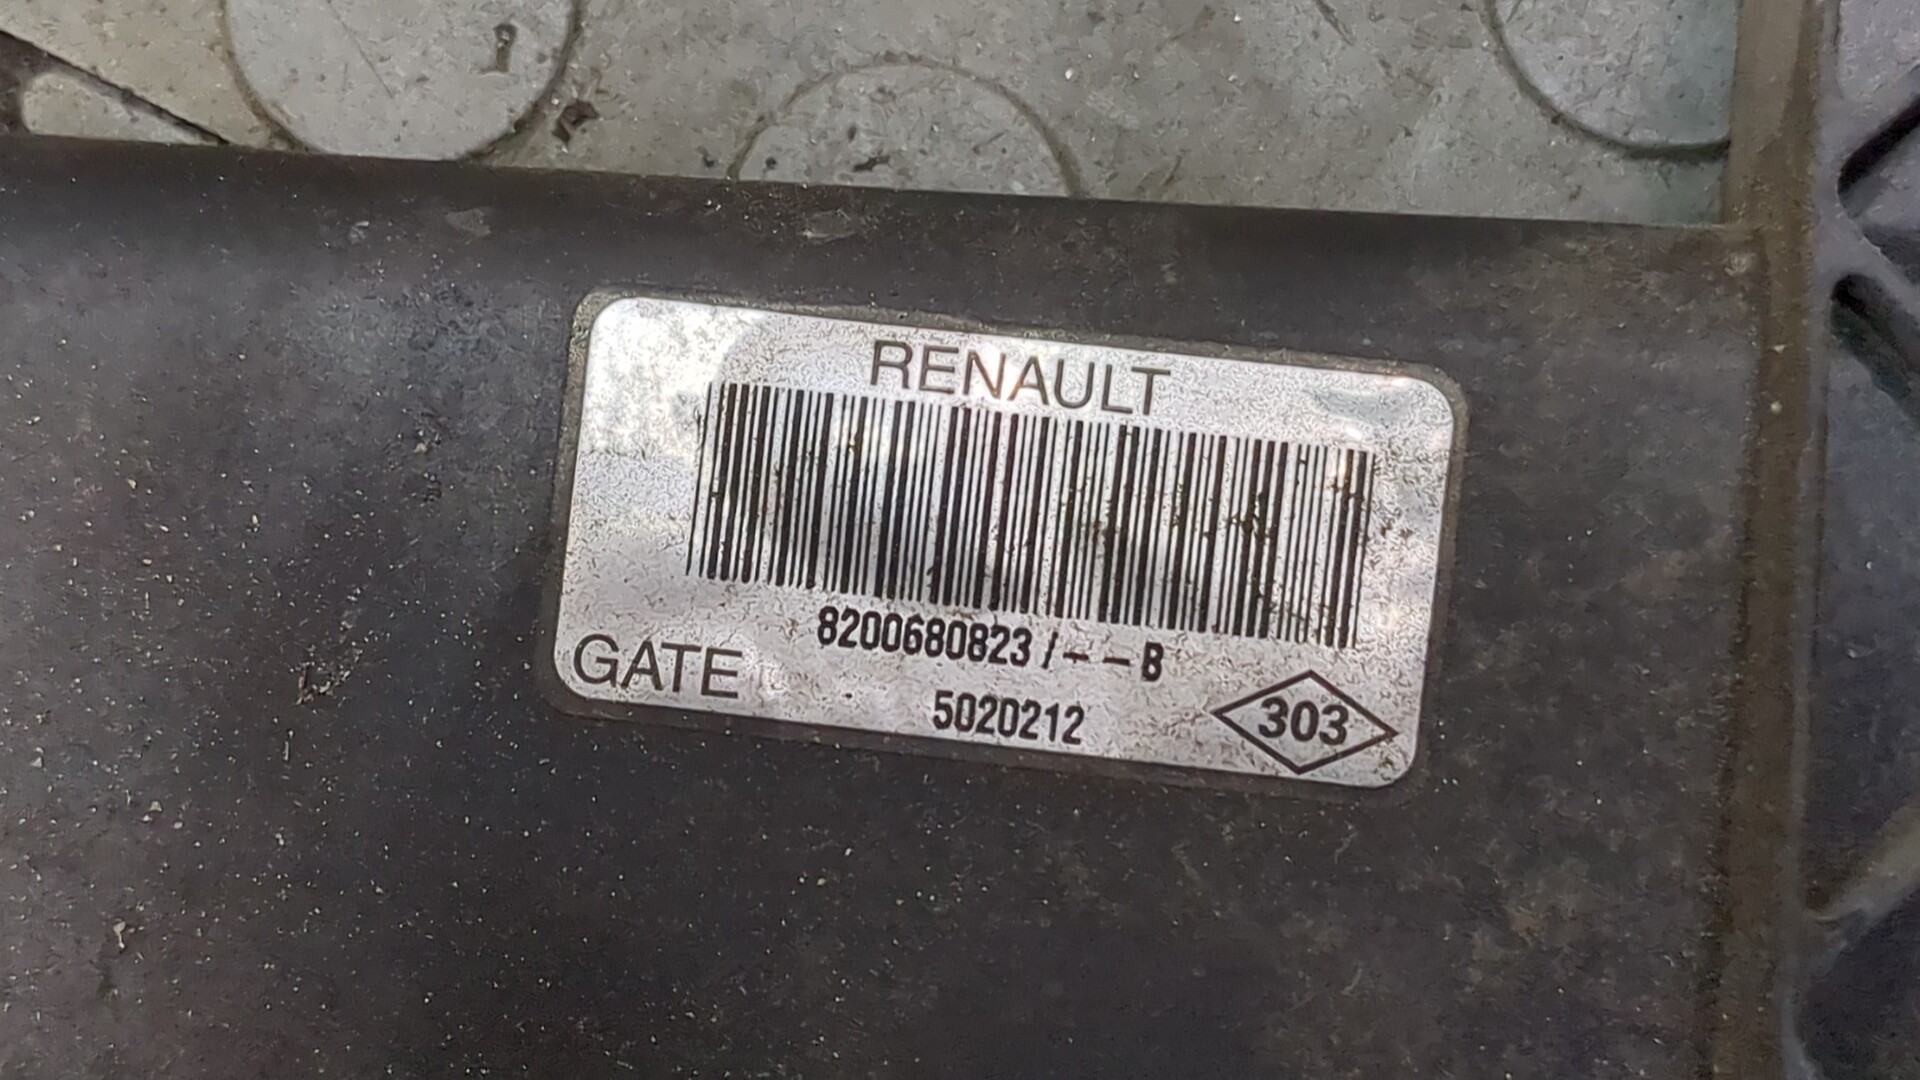 RENAULT
8200680823/--B
GATE
5020212
303